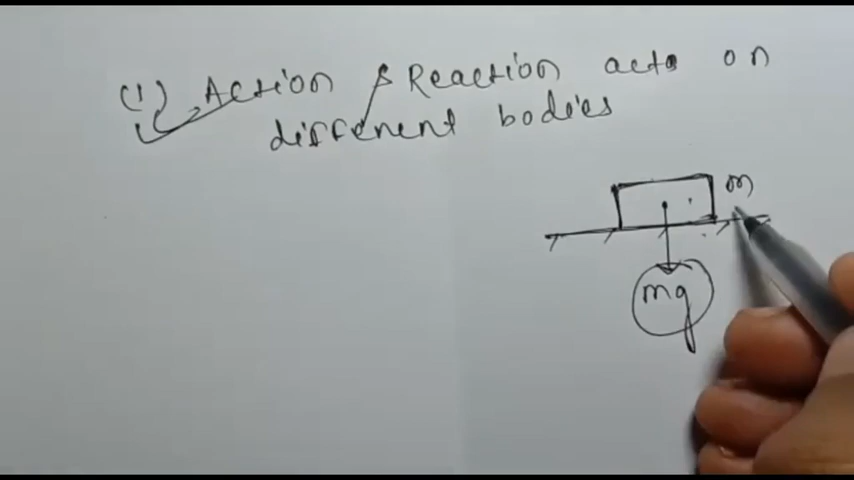 (1) Action & Reaction acts on
different bodies
m
mg